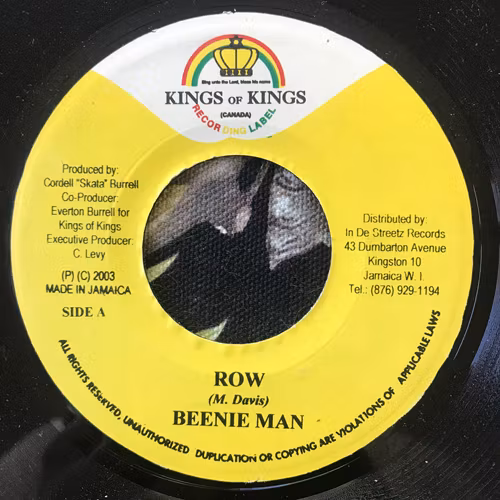 Sing unto the Lord, bless his name
KINGS OF KINGS
(CANADA)
RECORDING LABEL
Produced by:
Cordell "Skata" Burrell
Co-Producer:
Everton Burrell for
Kings of Kings
Executive Producer:
C. Levy
(P) (C) 2003
MADE IN JAMAICA
SIDE A
Distributed by:
In De Streetz Records
43 Dumbarton Avenue
Kingston 10
Jamaica W. I.
Tel.: (876) 929-1194
ROW
(M. Davis)
BEENIE MAN
ALL RIGHTS RESERVED, UNAUTHORIZED DUPLICATION OR COPYING ARE VIOLATIONS OF APPLICABLE LAWS